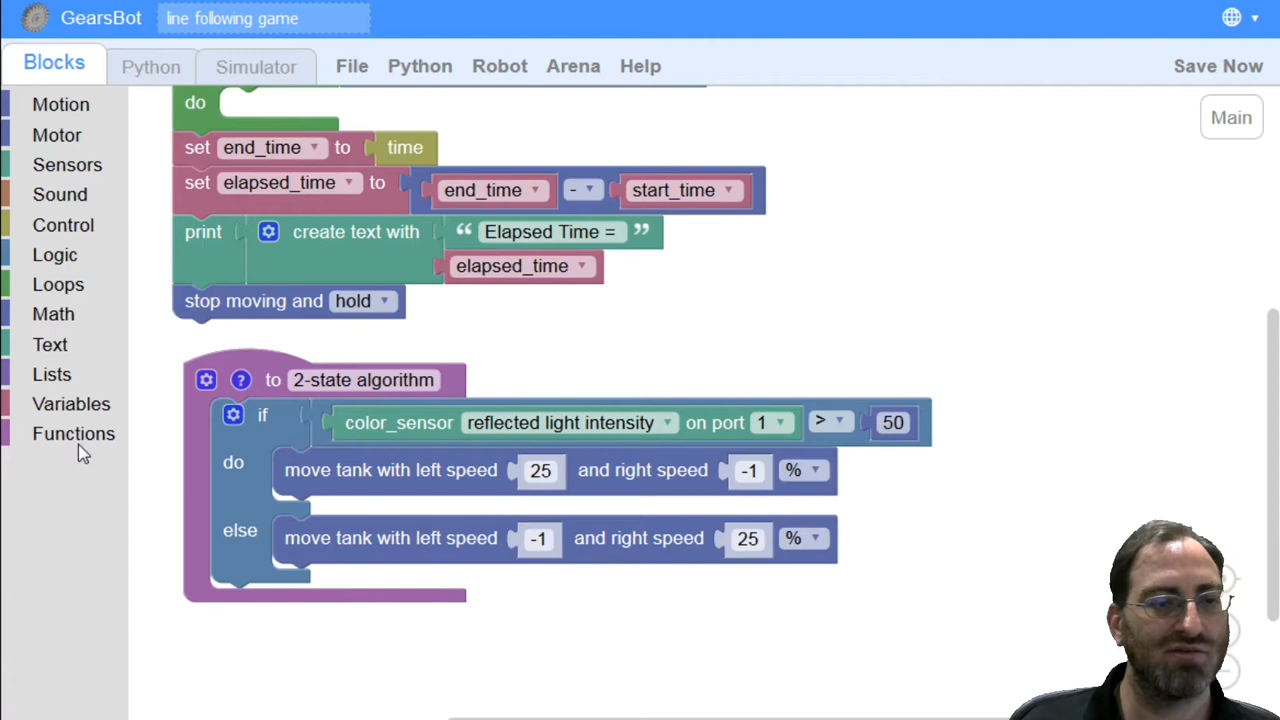 GearsBot
line following game
Blocks
Python
Simulator
File
Python
Robot
Arena
Help
Save Now
Main
Motion
Motor
Sensors
Sound
Control
Logic
Loops
Math
Text
Lists
Variables
Functions
do
set end_time to time
set elapsed_time to end_time - start_time
print create text with “ Elapsed Time = ”
elapsed_time
stop moving and hold
? to 2-state algorithm
if color_sensor reflected light intensity on port 1 > 50
do move tank with left speed 25 and right speed -1 %
else move tank with left speed -1 and right speed 25 %